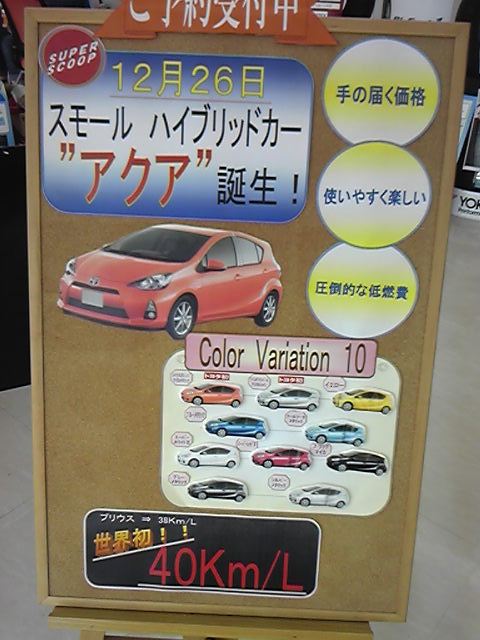 ご予約受付中
SUPER
SCOOP
12月26日
スモール ハイブリッドカー
"アクア"誕生！
手の届く価格
使いやすく楽しい
圧倒的な低燃費
Color Variation 10
イエロー
プリウス ⇒ 38Km/L
世界初！！
40Km/L
YOK